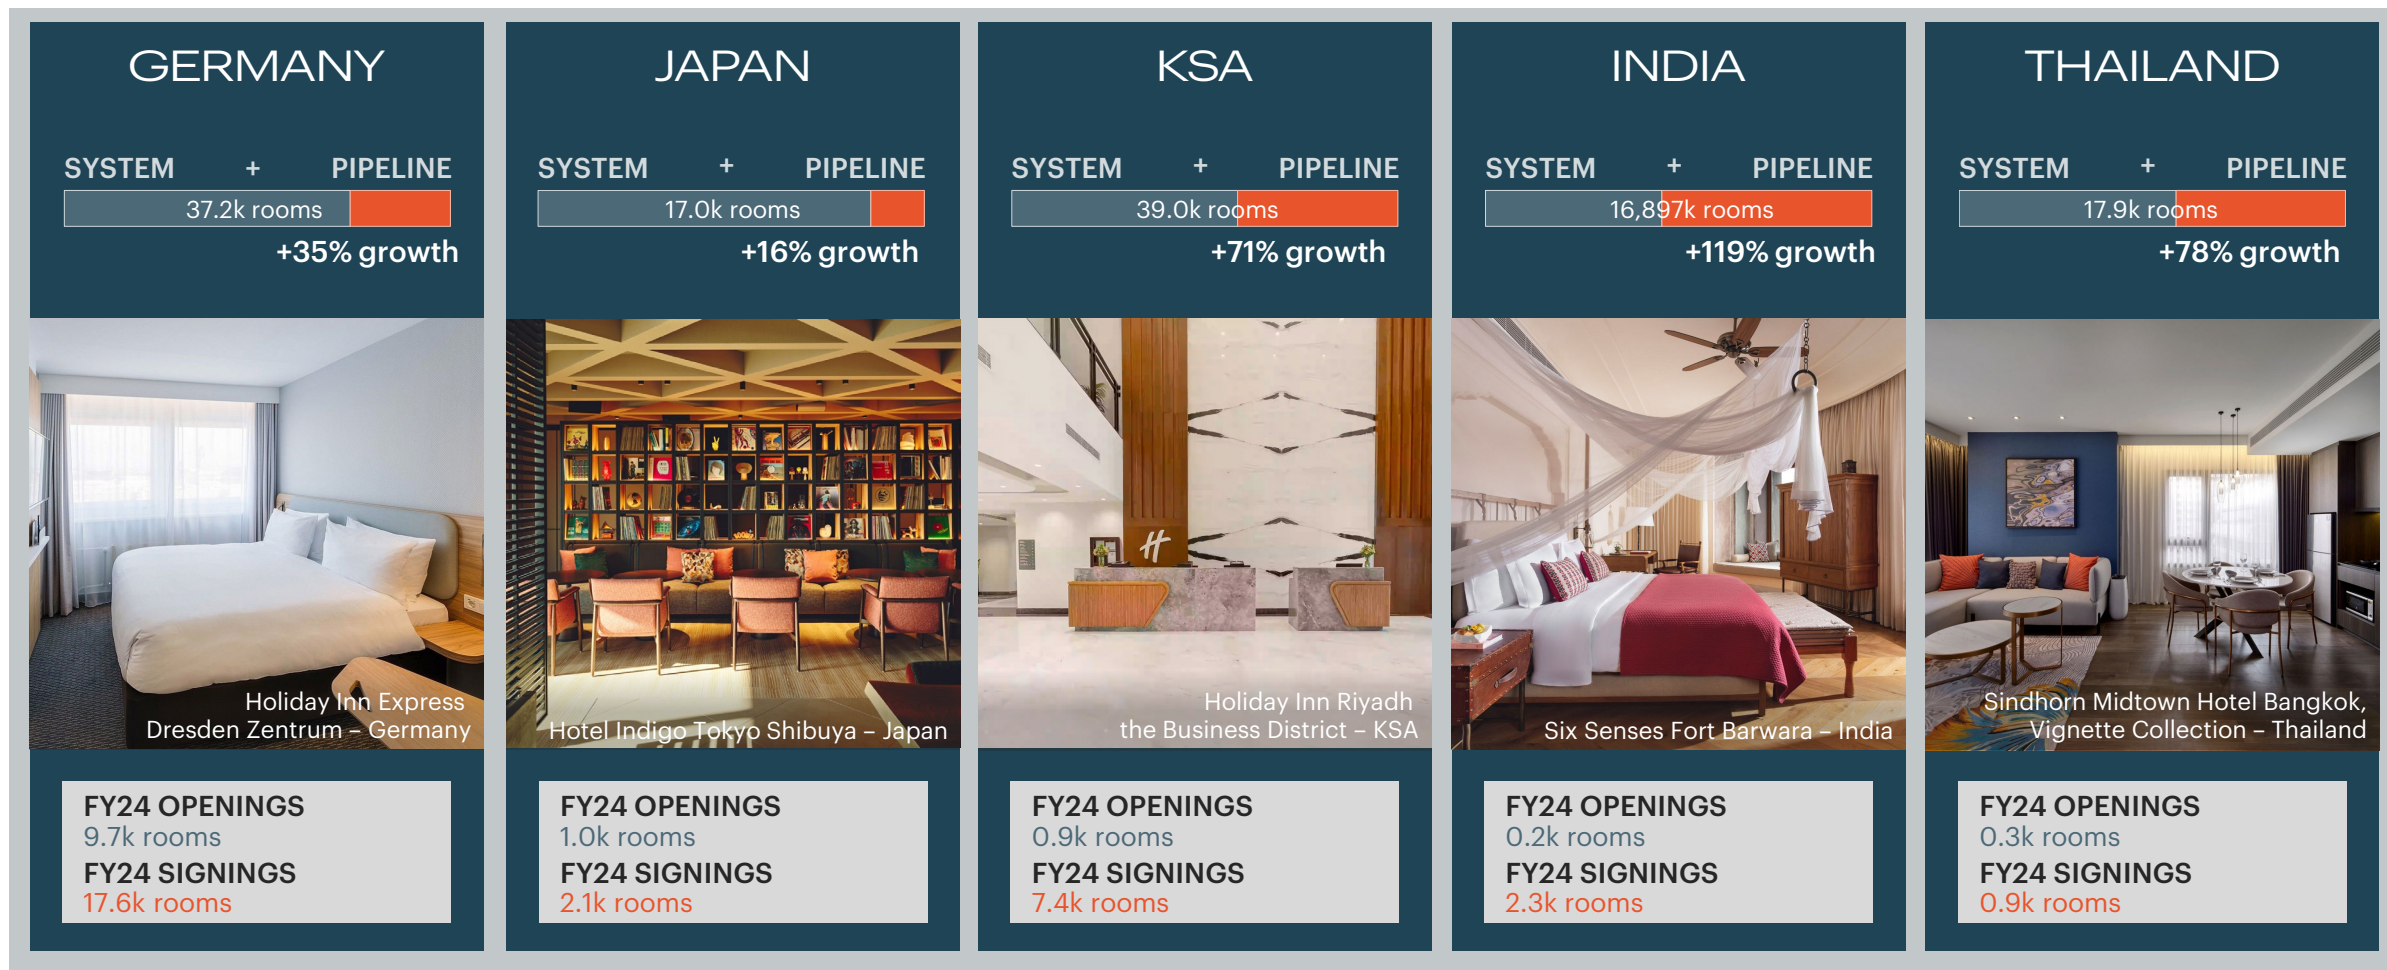 GERMANY
SYSTEM + PIPELINE
37.2k rooms
+35% growth
Holiday Inn Express
Dresden Zentrum – Germany
FY24 OPENINGS
9.7k rooms
FY24 SIGNINGS
17.6k rooms
JAPAN
SYSTEM + PIPELINE
17.0k rooms
+16% growth
Hotel Indigo Tokyo Shibuya – Japan
FY24 OPENINGS
1.0k rooms
FY24 SIGNINGS
2.1k rooms
KSA
SYSTEM + PIPELINE
39.0k rooms
+71% growth
H
Holiday Inn Riyadh
the Business District – KSA
FY24 OPENINGS
0.9k rooms
FY24 SIGNINGS
7.4k rooms
INDIA
SYSTEM + PIPELINE
16,897k rooms
+119% growth
Six Senses Fort Barwara – India
FY24 OPENINGS
0.2k rooms
FY24 SIGNINGS
2.3k rooms
THAILAND
SYSTEM + PIPELINE
17.9k rooms
+78% growth
Sindhorn Midtown Hotel Bangkok,
Vignette Collection – Thailand
FY24 OPENINGS
0.3k rooms
FY24 SIGNINGS
0.9k rooms